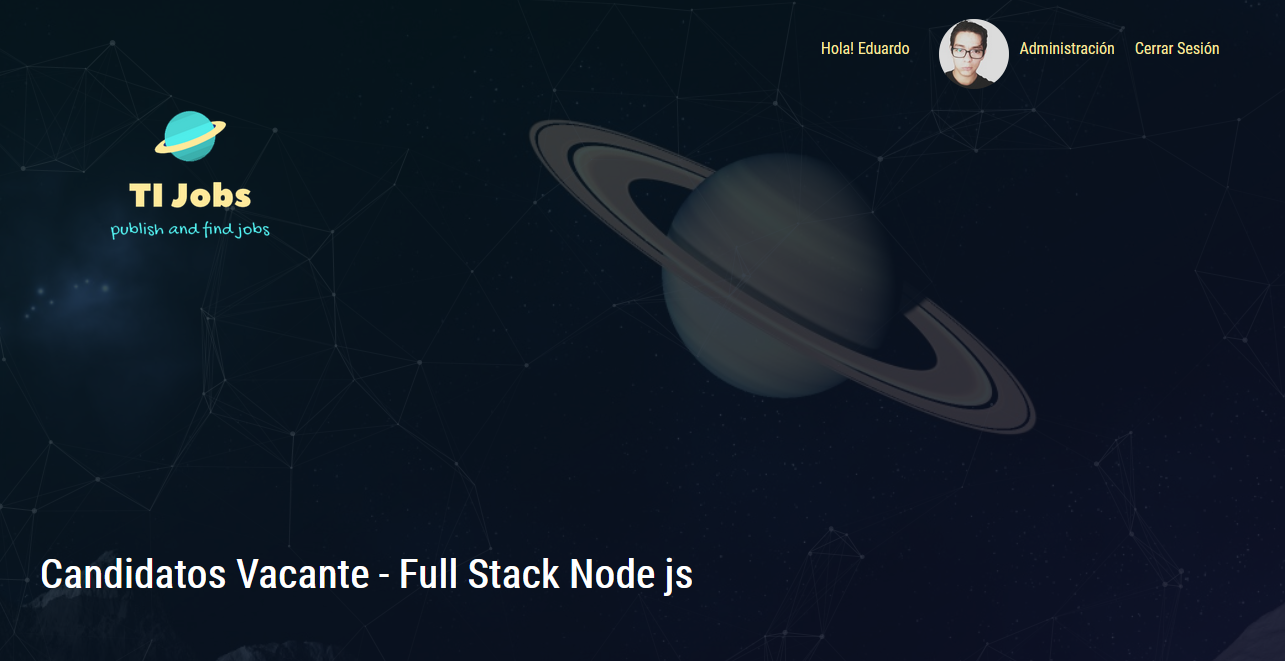 Hola! Eduardo
Administración
Cerrar Sesión
TI Jobs
publish and find jobs
Candidatos Vacante - Full Stack Node js